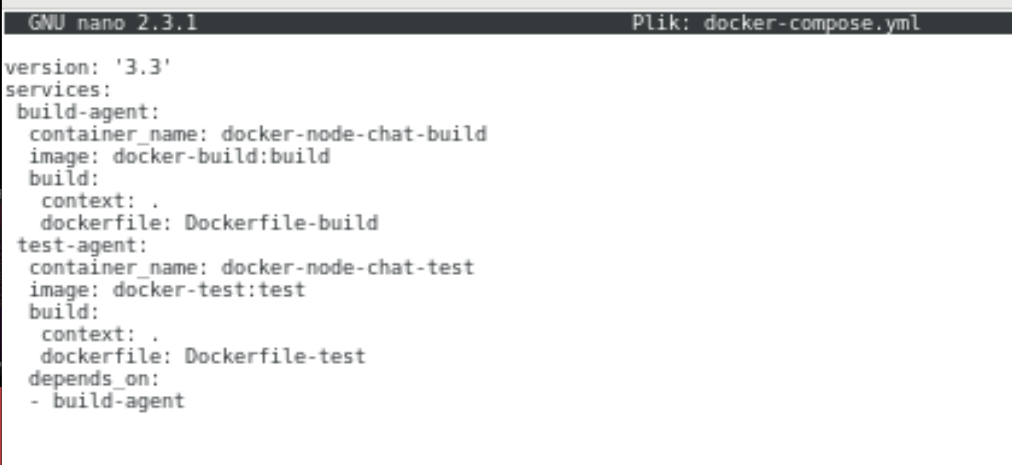 GNU nano 2.3.1 Plik: docker-compose.yml
version: '3.3'
services:
 build-agent:
  container_name: docker-node-chat-build
  image: docker-build:build
  build:
   context: .
   dockerfile: Dockerfile-build
 test-agent:
  container_name: docker-node-chat-test
  image: docker-test:test
  build:
   context: .
   dockerfile: Dockerfile-test
  depends_on:
  - build-agent